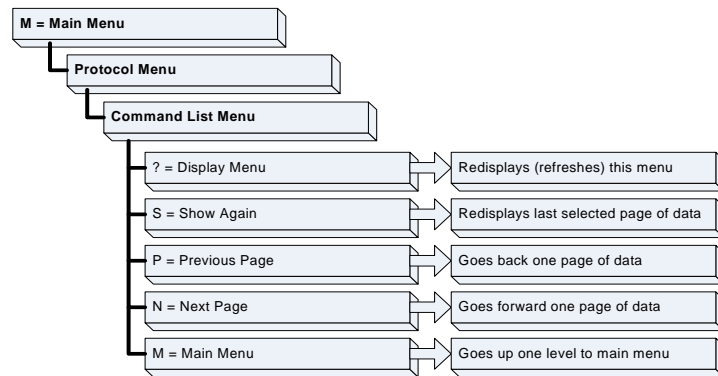 M = Main Menu
Protocol Menu
Command List Menu
? = Display Menu
Redisplays (refreshes) this menu
S = Show Again
Redisplays last selected page of data
P = Previous Page
Goes back one page of data
N = Next Page
Goes forward one page of data
M = Main Menu
Goes up one level to main menu